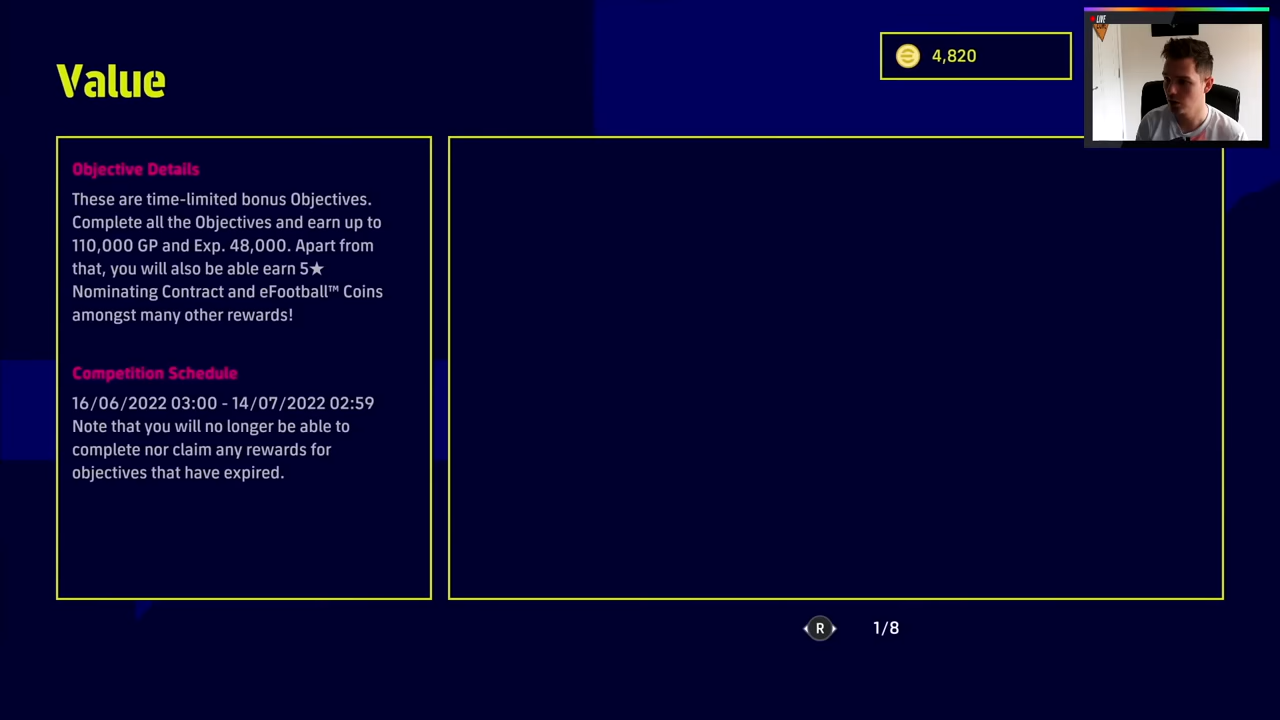 LIVE
4,820
Value
Objective Details
These are time-limited bonus Objectives.
Complete all the Objectives and earn up to
110,000 GP and Exp. 48,000. Apart from
that, you will also be able earn 5★
Nominating Contract and eFootball™ Coins
amongst many other rewards!
Competition Schedule
16/06/2022 03:00 - 14/07/2022 02:59
Note that you will no longer be able to
complete nor claim any rewards for
objectives that have expired.
R 1/8